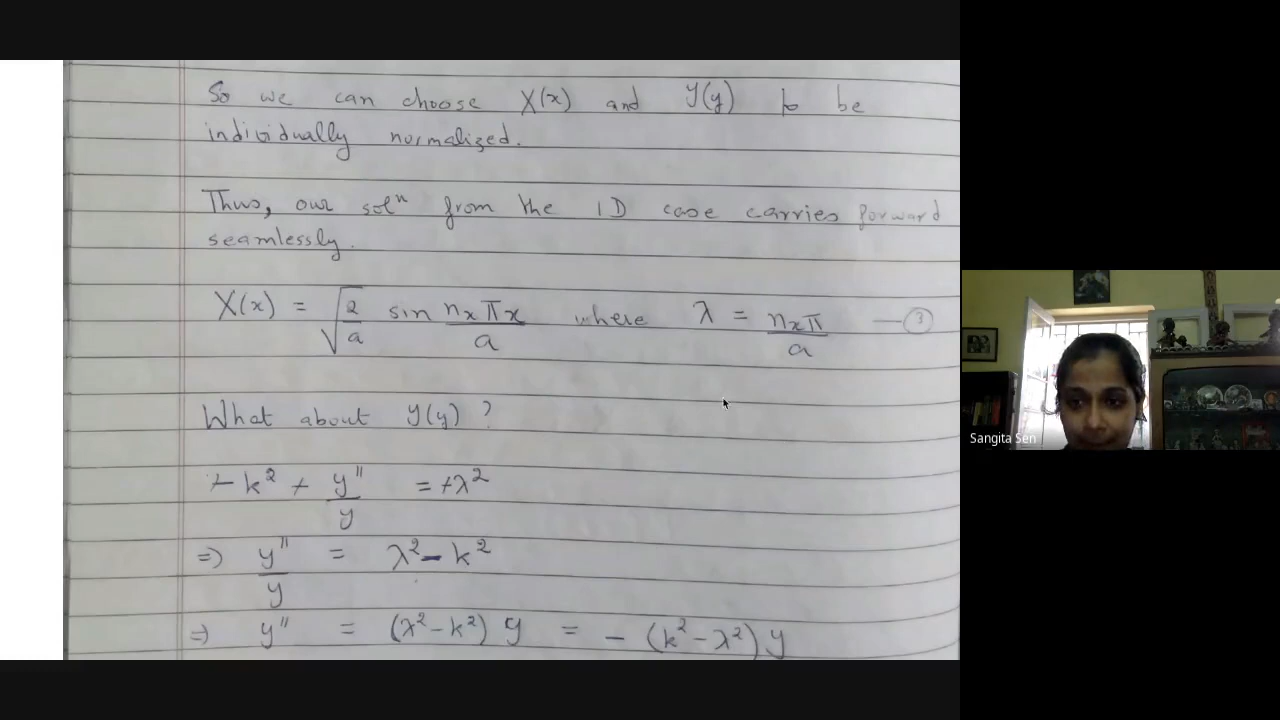 So we can choose X(x) and Y(y) to be
individually normalized.
Thus, our solⁿ from the 1D case carries forward
seamlessly.
X(x) = √(2/a) sin nₓπx/a where λ = nₓπ/a —③
What about Y(y) ?
+k² + y''/y = +λ²
⇒ y''/y = λ² - k²
⇒ y'' = (λ² - k²) y = - (k² - λ²) y
Sangita Sen